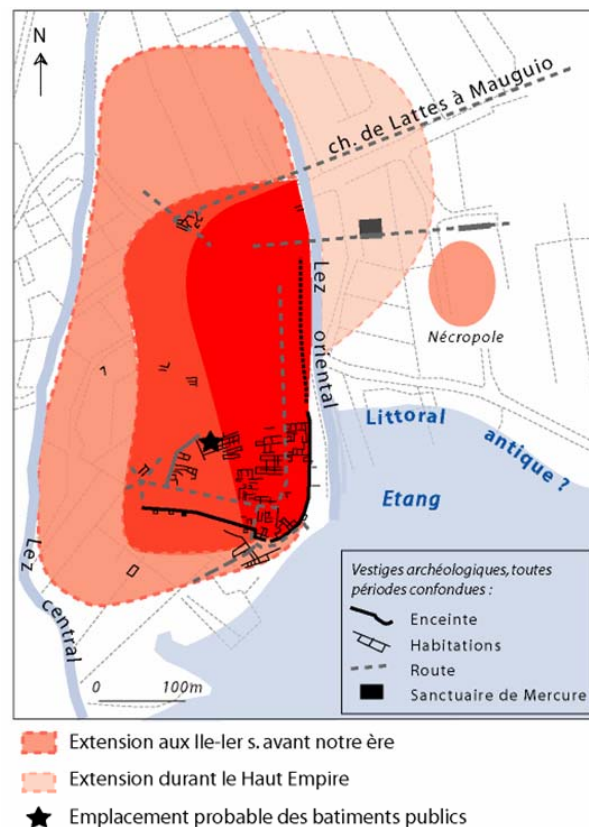 N
ch. de Lattes à Mauguio
Lez oriental
Nécropole
Littoral antique ?
Etang
Lez central
0 100m
Vestiges archéologiques, toutes
périodes confondues :
Enceinte
Habitations
Route
Sanctuaire de Mercure
Extension aux IIe-Ier s. avant notre ère
Extension durant le Haut Empire
Emplacement probable des batiments publics